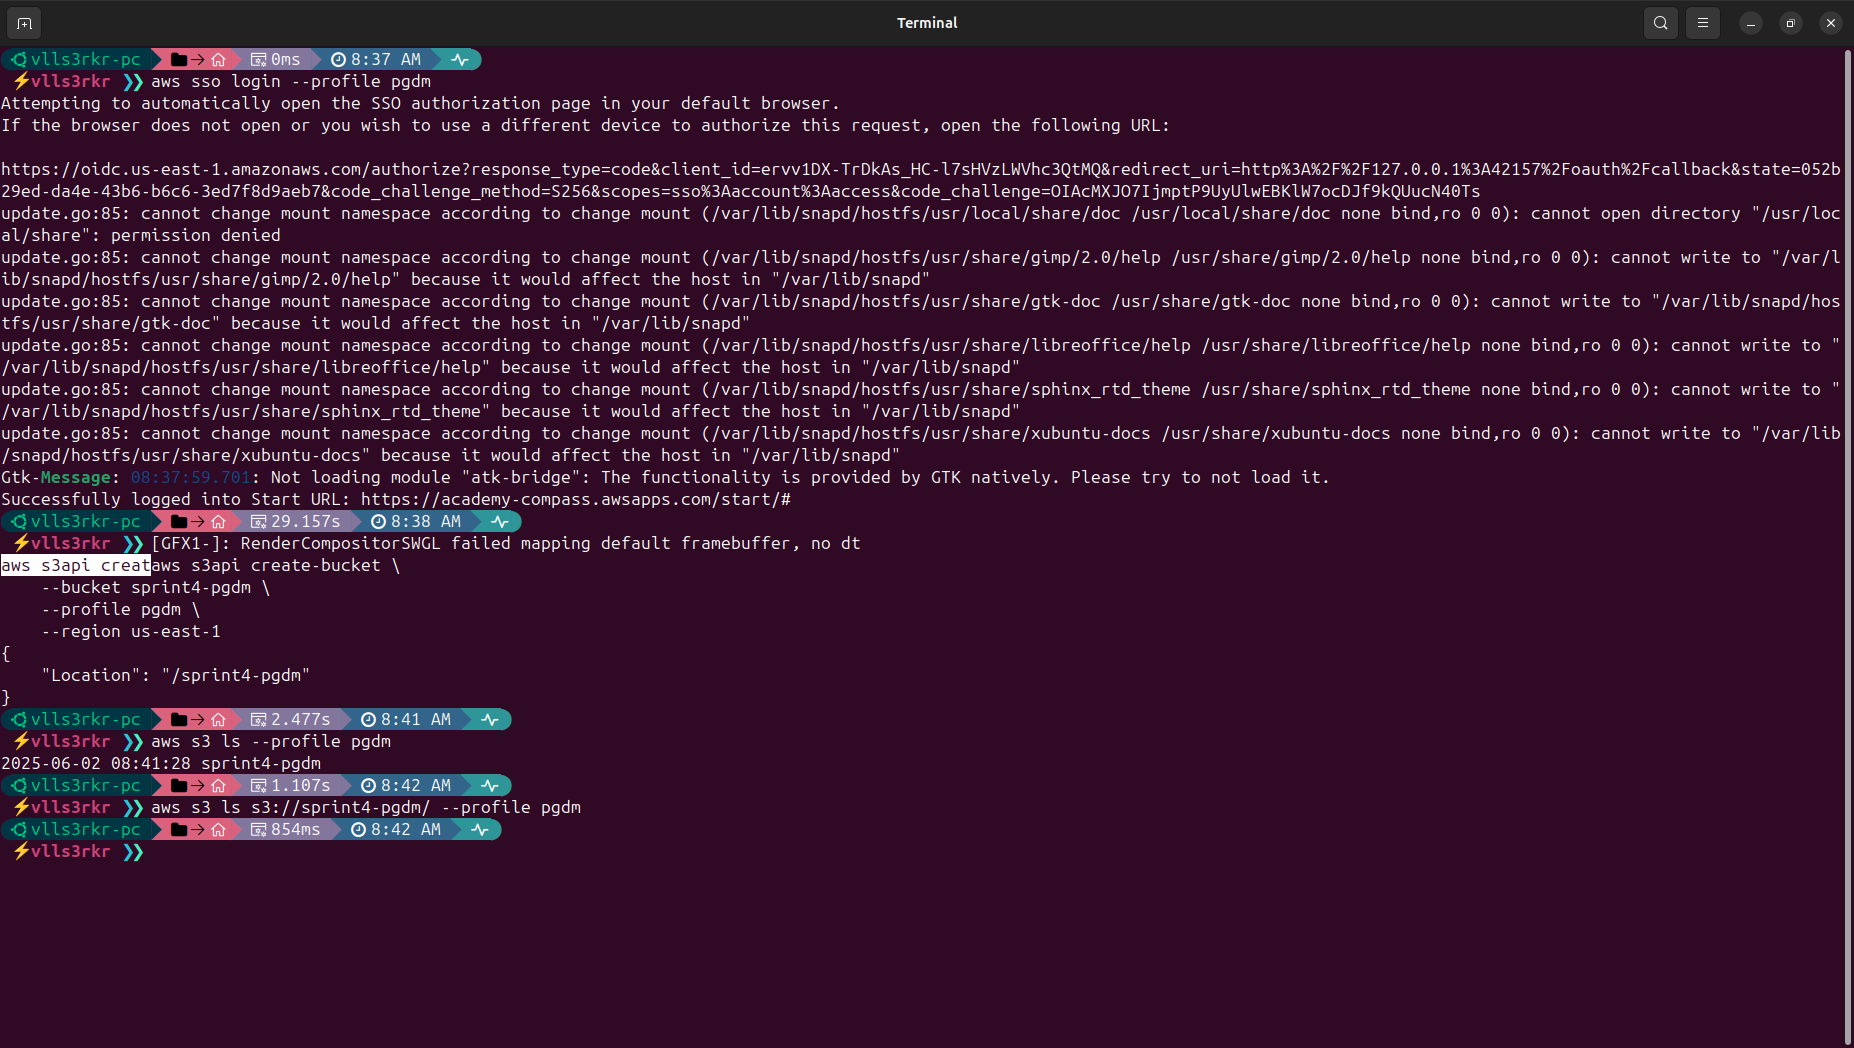 Terminal
vlls3rkr-pc 0ms 8:37 AM
vlls3rkr aws sso login --profile pgdm
Attempting to automatically open the SSO authorization page in your default browser.
If the browser does not open or you wish to use a different device to authorize this request, open the following URL:
https://oidc.us-east-1.amazonaws.com/authorize?response_type=code&client_id=ervv1DX-TrDkAs_HC-l7sHVzLWVhc3QtMQ&redirect_uri=http%3A%2F%2F127.0.0.1%3A42157%2Foauth%2Fcallback&state=052b
29ed-da4e-43b6-b6c6-3ed7f8d9aeb7&code_challenge_method=S256&scopes=sso%3Aaccount%3Aaccess&code_challenge=OIAcMXJO7IjmptP9UyUlwEBKlW7ocDJf9kQUucN40Ts
update.go:85: cannot change mount namespace according to change mount (/var/lib/snapd/hostfs/usr/local/share/doc /usr/local/share/doc none bind,ro 0 0): cannot open directory "/usr/loc
al/share": permission denied
update.go:85: cannot change mount namespace according to change mount (/var/lib/snapd/hostfs/usr/share/gimp/2.0/help /usr/share/gimp/2.0/help none bind,ro 0 0): cannot write to "/var/l
ib/snapd/hostfs/usr/share/gimp/2.0/help" because it would affect the host in "/var/lib/snapd"
update.go:85: cannot change mount namespace according to change mount (/var/lib/snapd/hostfs/usr/share/gtk-doc /usr/share/gtk-doc none bind,ro 0 0): cannot write to "/var/lib/snapd/hos
tfs/usr/share/gtk-doc" because it would affect the host in "/var/lib/snapd"
update.go:85: cannot change mount namespace according to change mount (/var/lib/snapd/hostfs/usr/share/libreoffice/help /usr/share/libreoffice/help none bind,ro 0 0): cannot write to "
/var/lib/snapd/hostfs/usr/share/libreoffice/help" because it would affect the host in "/var/lib/snapd"
update.go:85: cannot change mount namespace according to change mount (/var/lib/snapd/hostfs/usr/share/sphinx_rtd_theme /usr/share/sphinx_rtd_theme none bind,ro 0 0): cannot write to "
/var/lib/snapd/hostfs/usr/share/sphinx_rtd_theme" because it would affect the host in "/var/lib/snapd"
update.go:85: cannot change mount namespace according to change mount (/var/lib/snapd/hostfs/usr/share/xubuntu-docs /usr/share/xubuntu-docs none bind,ro 0 0): cannot write to "/var/lib
/snapd/hostfs/usr/share/xubuntu-docs" because it would affect the host in "/var/lib/snapd"
Gtk-Message: 08:37:59.701: Not loading module "atk-bridge": The functionality is provided by GTK natively. Please try to not load it.
Successfully logged into Start URL: https://academy-compass.awsapps.com/start/#
vlls3rkr-pc 29.157s 8:38 AM
vlls3rkr [GFX1-]: RenderCompositorSWGL failed mapping default framebuffer, no dt
aws s3api creataws s3api create-bucket \
--bucket sprint4-pgdm \
--profile pgdm \
--region us-east-1
{
"Location": "/sprint4-pgdm"
}
vlls3rkr-pc 2.477s 8:41 AM
vlls3rkr aws s3 ls --profile pgdm
2025-06-02 08:41:28 sprint4-pgdm
vlls3rkr-pc 1.107s 8:42 AM
vlls3rkr aws s3 ls s3://sprint4-pgdm/ --profile pgdm
vlls3rkr-pc 854ms 8:42 AM
vlls3rkr